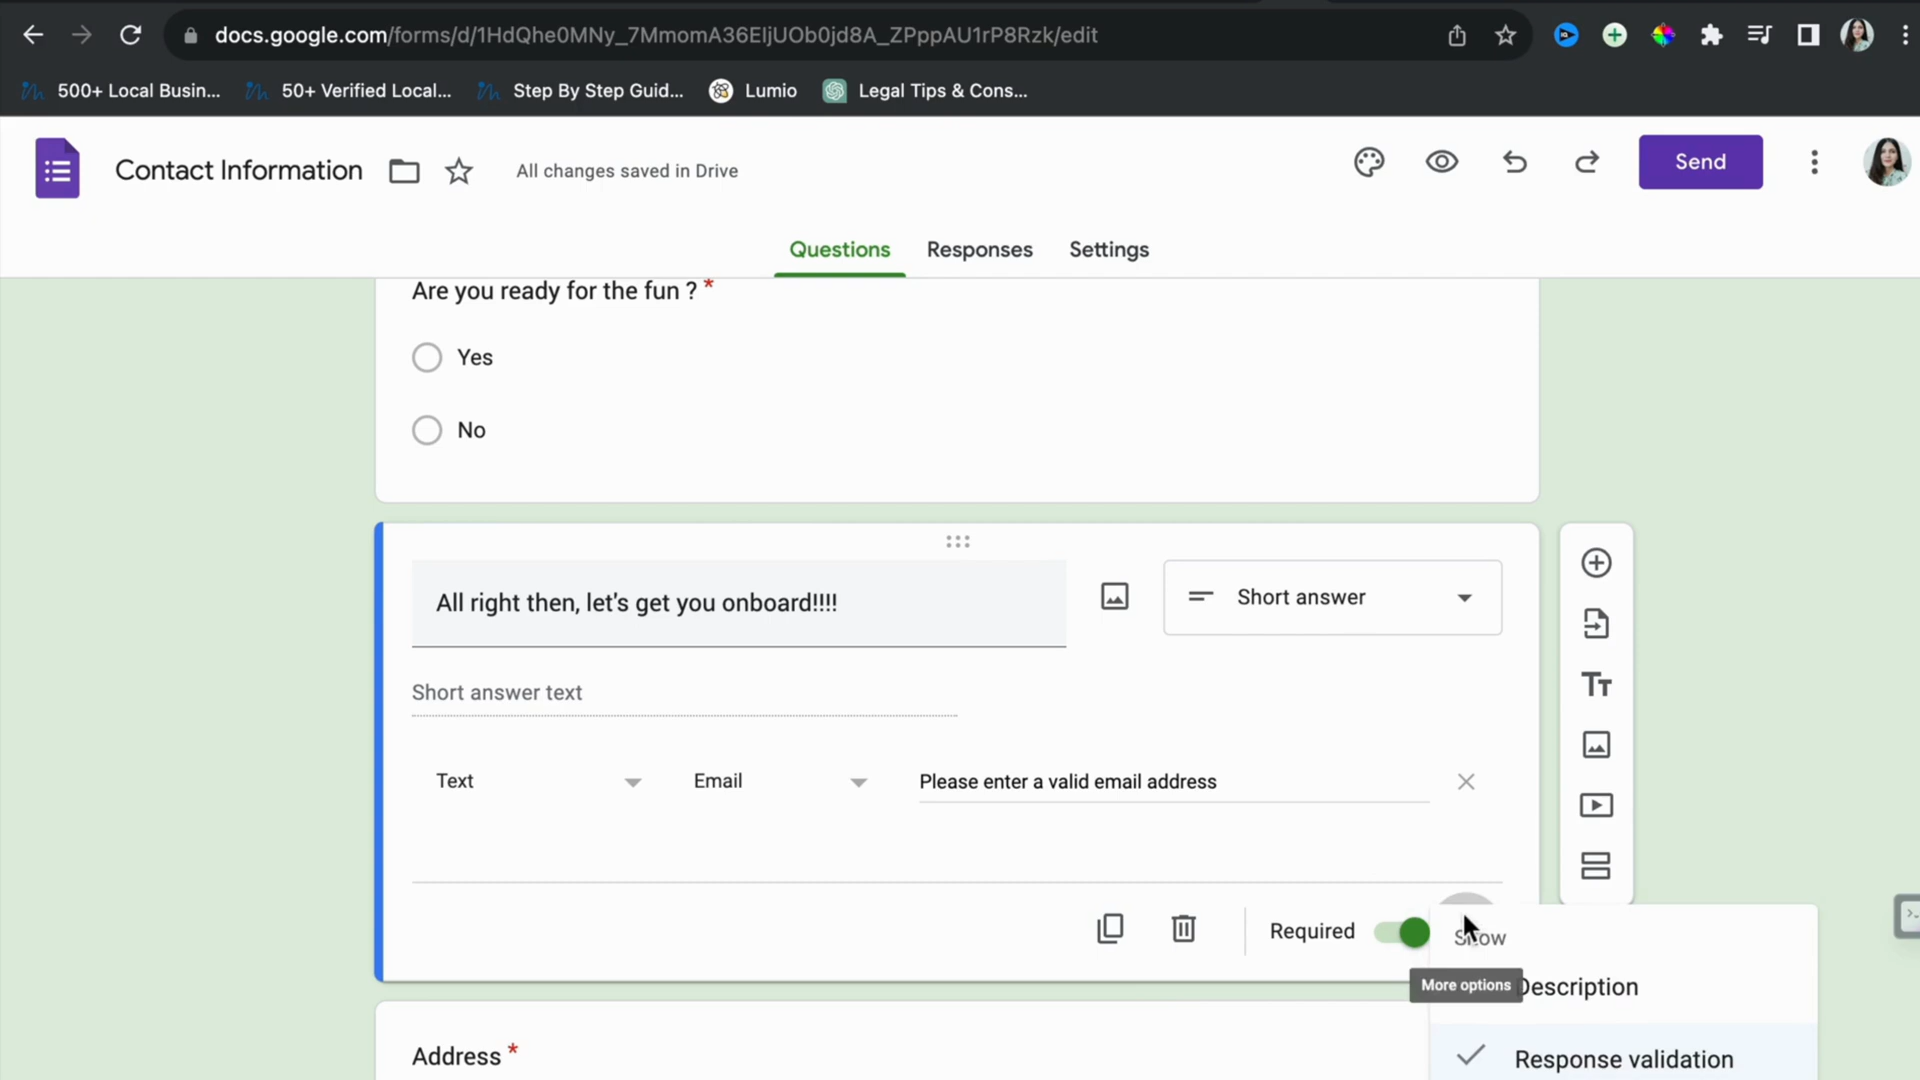 docs.google.com/forms/d/1HdQhe0MNy_7MmomA36EIjUOb0jd8A_ZPppAU1rP8Rzk/edit
500+ Local Busin... 50+ Verified Local... Step By Step Guid... Lumio Legal Tips & Cons...
Contact Information All changes saved in Drive Send
Questions Responses Settings
Are you ready for the fun ? *
Yes
No
All right then, let's get you onboard!!!! Short answer
Short answer text
Text Email Please enter a valid email address
Required Show
More options Description
Address * Response validation